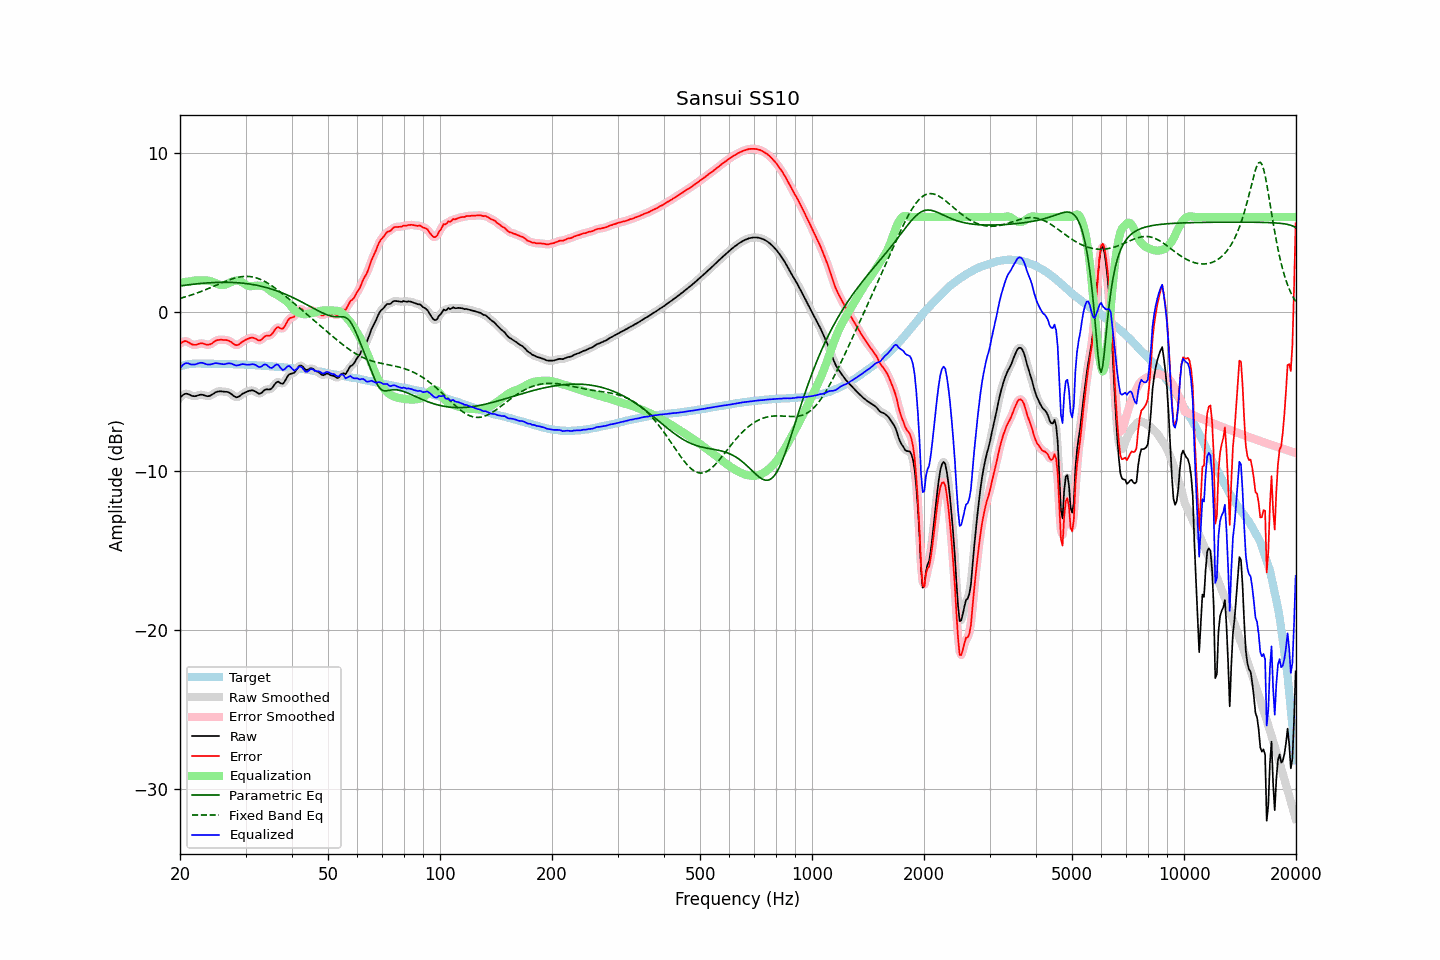 Sansui SS10
Amplitude (dBr)
10
0
−10
−20
−30
Target
Raw Smoothed
Error Smoothed
Raw
Error
Equalization
Parametric Eq
Fixed Band Eq
Equalized
20 50 100 200 500 1000 2000 5000 10000 20000
Frequency (Hz)